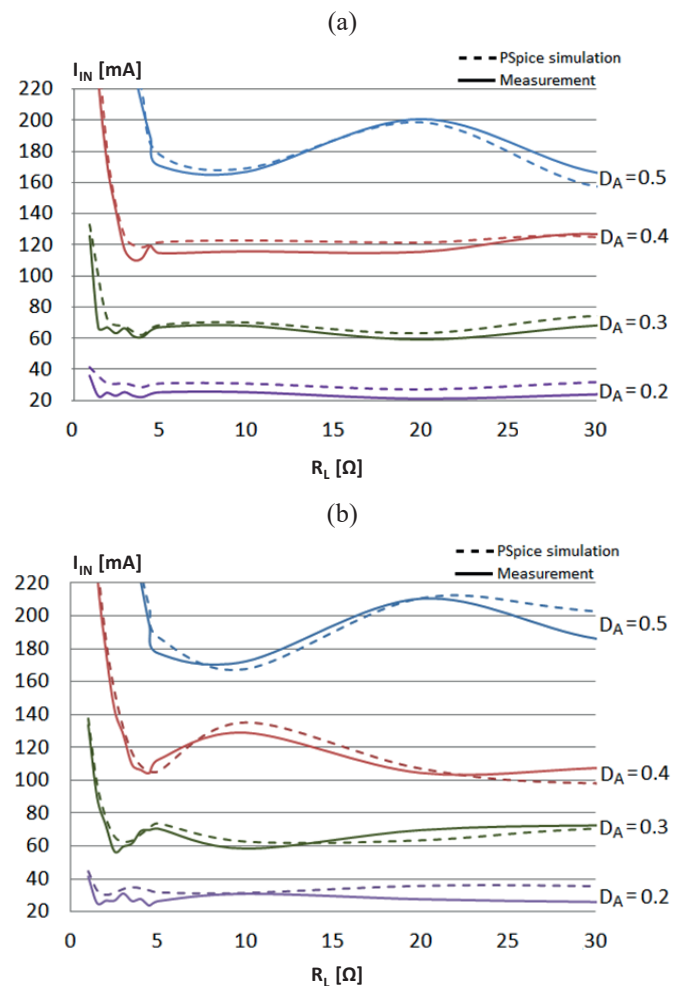 (a)
I_IN [mA]
PSpice simulation
Measurement
220
200
180
160
140
120
100
80
60
40
20
D_A = 0.5
D_A = 0.4
D_A = 0.3
D_A = 0.2
0 5 10 15 20 25 30
R_L [Ω]
(b)
I_IN [mA]
PSpice simulation
Measurement
220
200
180
160
140
120
100
80
60
40
20
D_A = 0.5
D_A = 0.4
D_A = 0.3
D_A = 0.2
0 5 10 15 20 25 30
R_L [Ω]